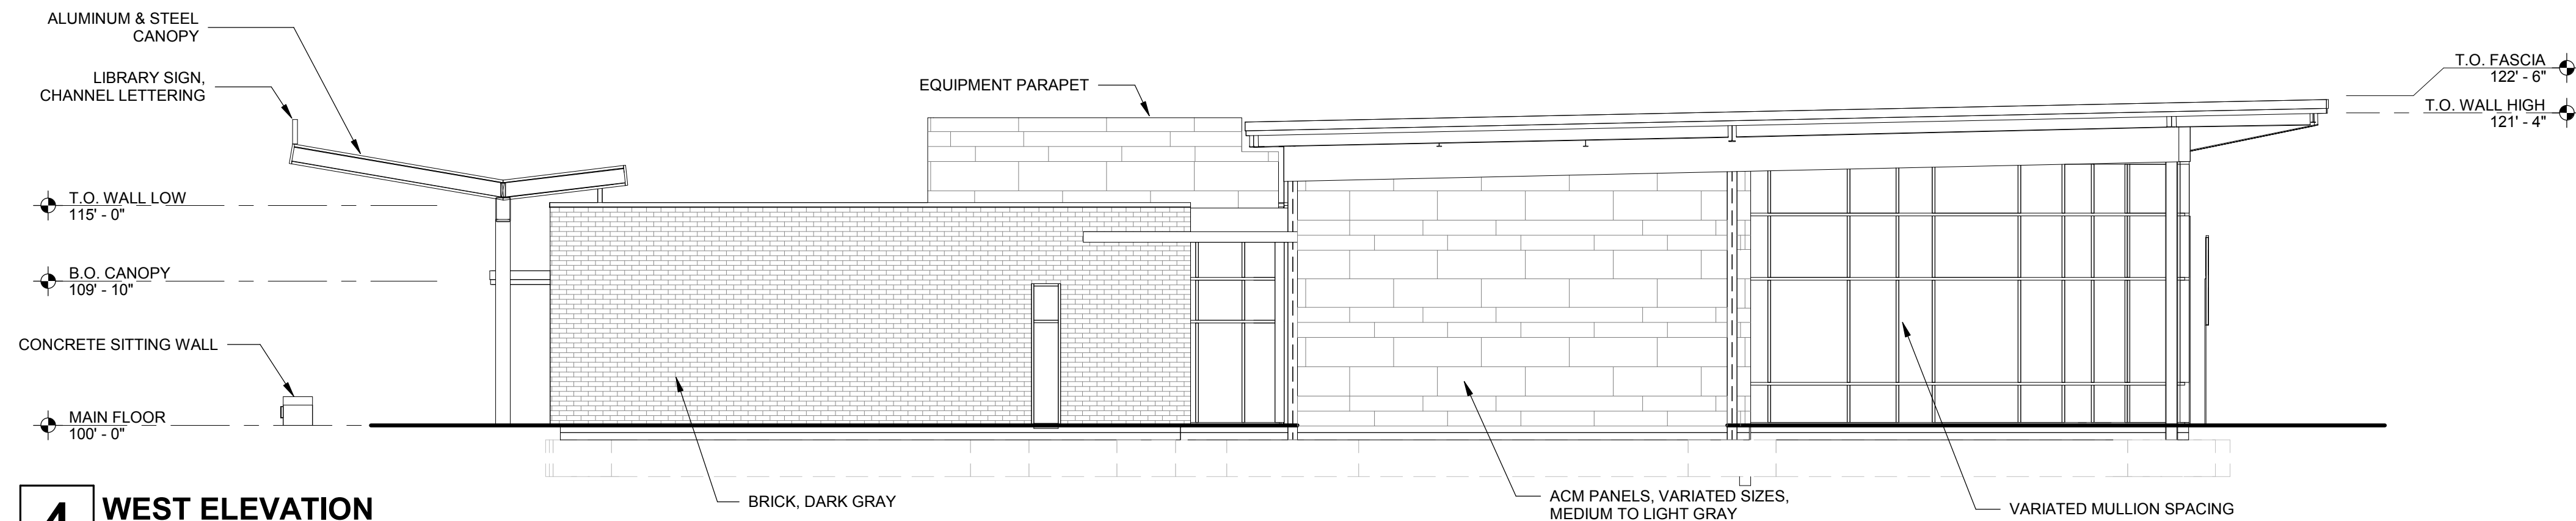 ALUMINUM & STEEL
CANOPY
LIBRARY SIGN,
CHANNEL LETTERING
EQUIPMENT PARAPET
T.O. FASCIA
122' - 6"
T.O. WALL HIGH
121' - 4"
T.O. WALL LOW
115' - 0"
B.O. CANOPY
109' - 10"
CONCRETE SITTING WALL
MAIN FLOOR
100' - 0"
BRICK, DARK GRAY
ACM PANELS, VARIATED SIZES,
MEDIUM TO LIGHT GRAY
VARIATED MULLION SPACING
4 WEST ELEVATION